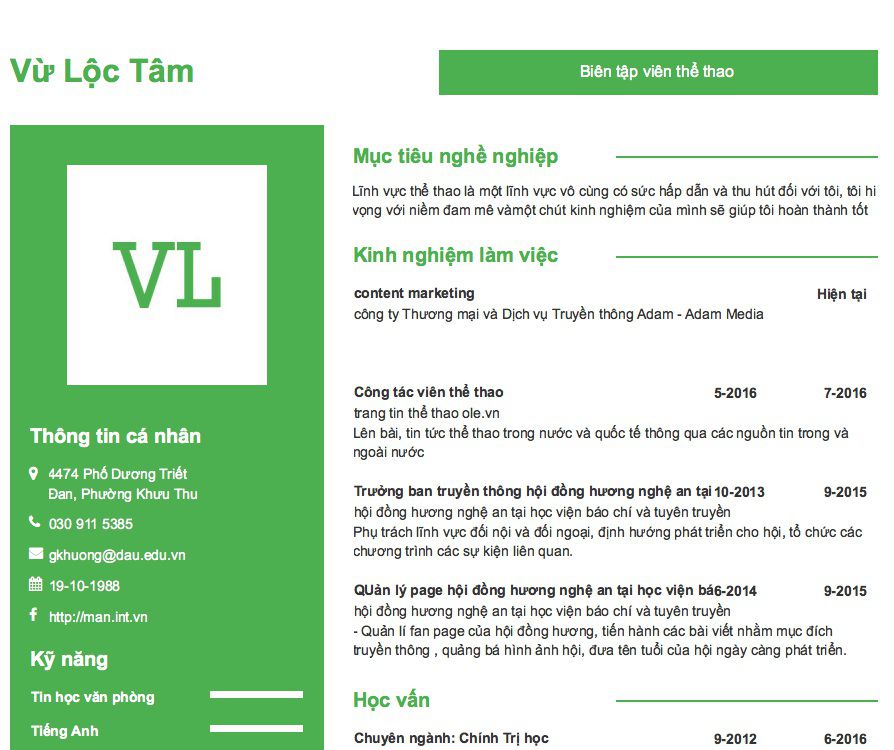 Vừ Lộc Tâm
Biên tập viên thể thao
VL
Thông tin cá nhân
4474 Phố Dương Triết
Đan, Phường Khưu Thu
030 911 5385
gkhuong@dau.edu.vn
19-10-1988
http://man.int.vn
Kỹ năng
Tin học văn phòng
Tiếng Anh
Mục tiêu nghề nghiệp
Lĩnh vực thể thao là một lĩnh vực vô cùng có sức hấp dẫn và thu hút đối với tôi, tôi hi
vọng với niềm đam mê vàmột chút kinh nghiệm của mình sẽ giúp tôi hoàn thành tốt
Kinh nghiệm làm việc
content marketing Hiện tại
công ty Thương mại và Dịch vụ Truyền thông Adam - Adam Media
Công tác viên thể thao 5-2016 7-2016
trang tin thể thao ole.vn
Lên bài, tin tức thể thao trong nước và quốc tế thông qua các nguồn tin trong và
ngoài nước
Trưởng ban truyền thông hội đồng hương nghệ an tại 10-2013 9-2015
hội đồng hương nghệ an tại học viện báo chí và tuyên truyền
Phụ trách lĩnh vực đối nội và đối ngoại, định hướng phát triển cho hội, tổ chức các
chương trình các sự kiện liên quan.
QUản lý page hội đồng hương nghệ an tại học viện bá 6-2014 9-2015
hội đồng hương nghệ an tại học viện báo chí và tuyên truyền
- Quản lí fan page của hội đồng hương, tiến hành các bài viết nhằm mục đích
truyền thông , quảng bá hình ảnh hội, đưa tên tuổi của hội ngày càng phát triển.
Học vấn
Chuyên ngành: Chính Trị học 9-2012 6-2016